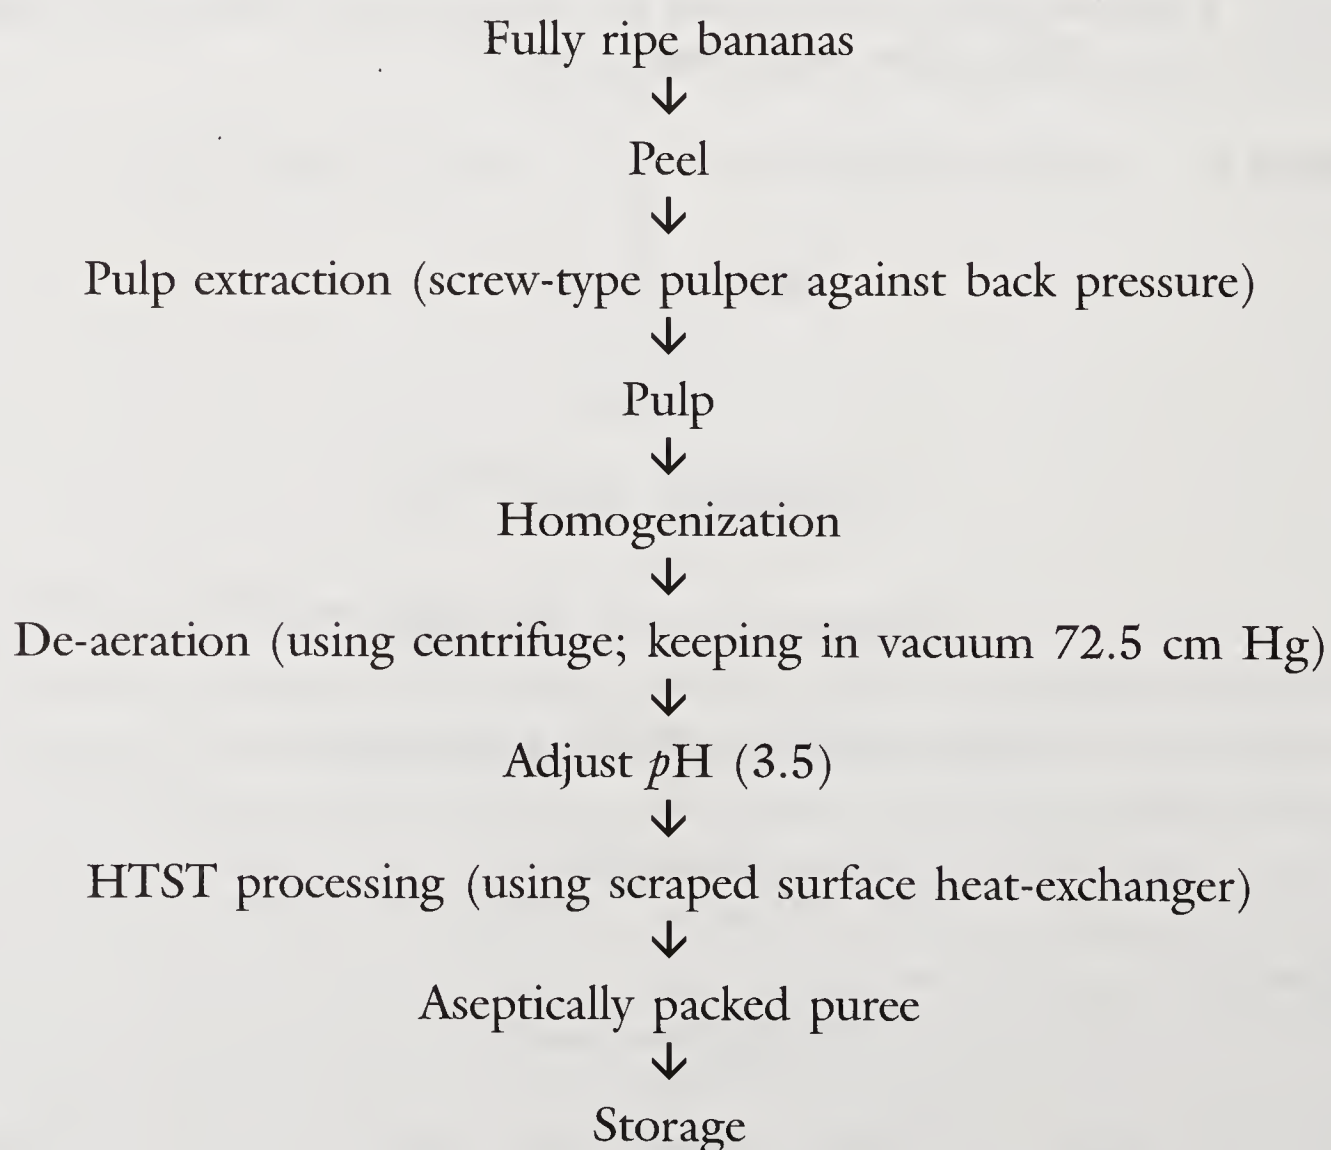 Fully ripe bananas
↓
Peel
↓
Pulp extraction (screw-type pulper against back pressure)
↓
Pulp
↓
Homogenization
↓
De-aeration (using centrifuge; keeping in vacuum 72.5 cm Hg)
↓
Adjust pH (3.5)
↓
HTST processing (using scraped surface heat-exchanger)
↓
Aseptically packed puree
↓
Storage